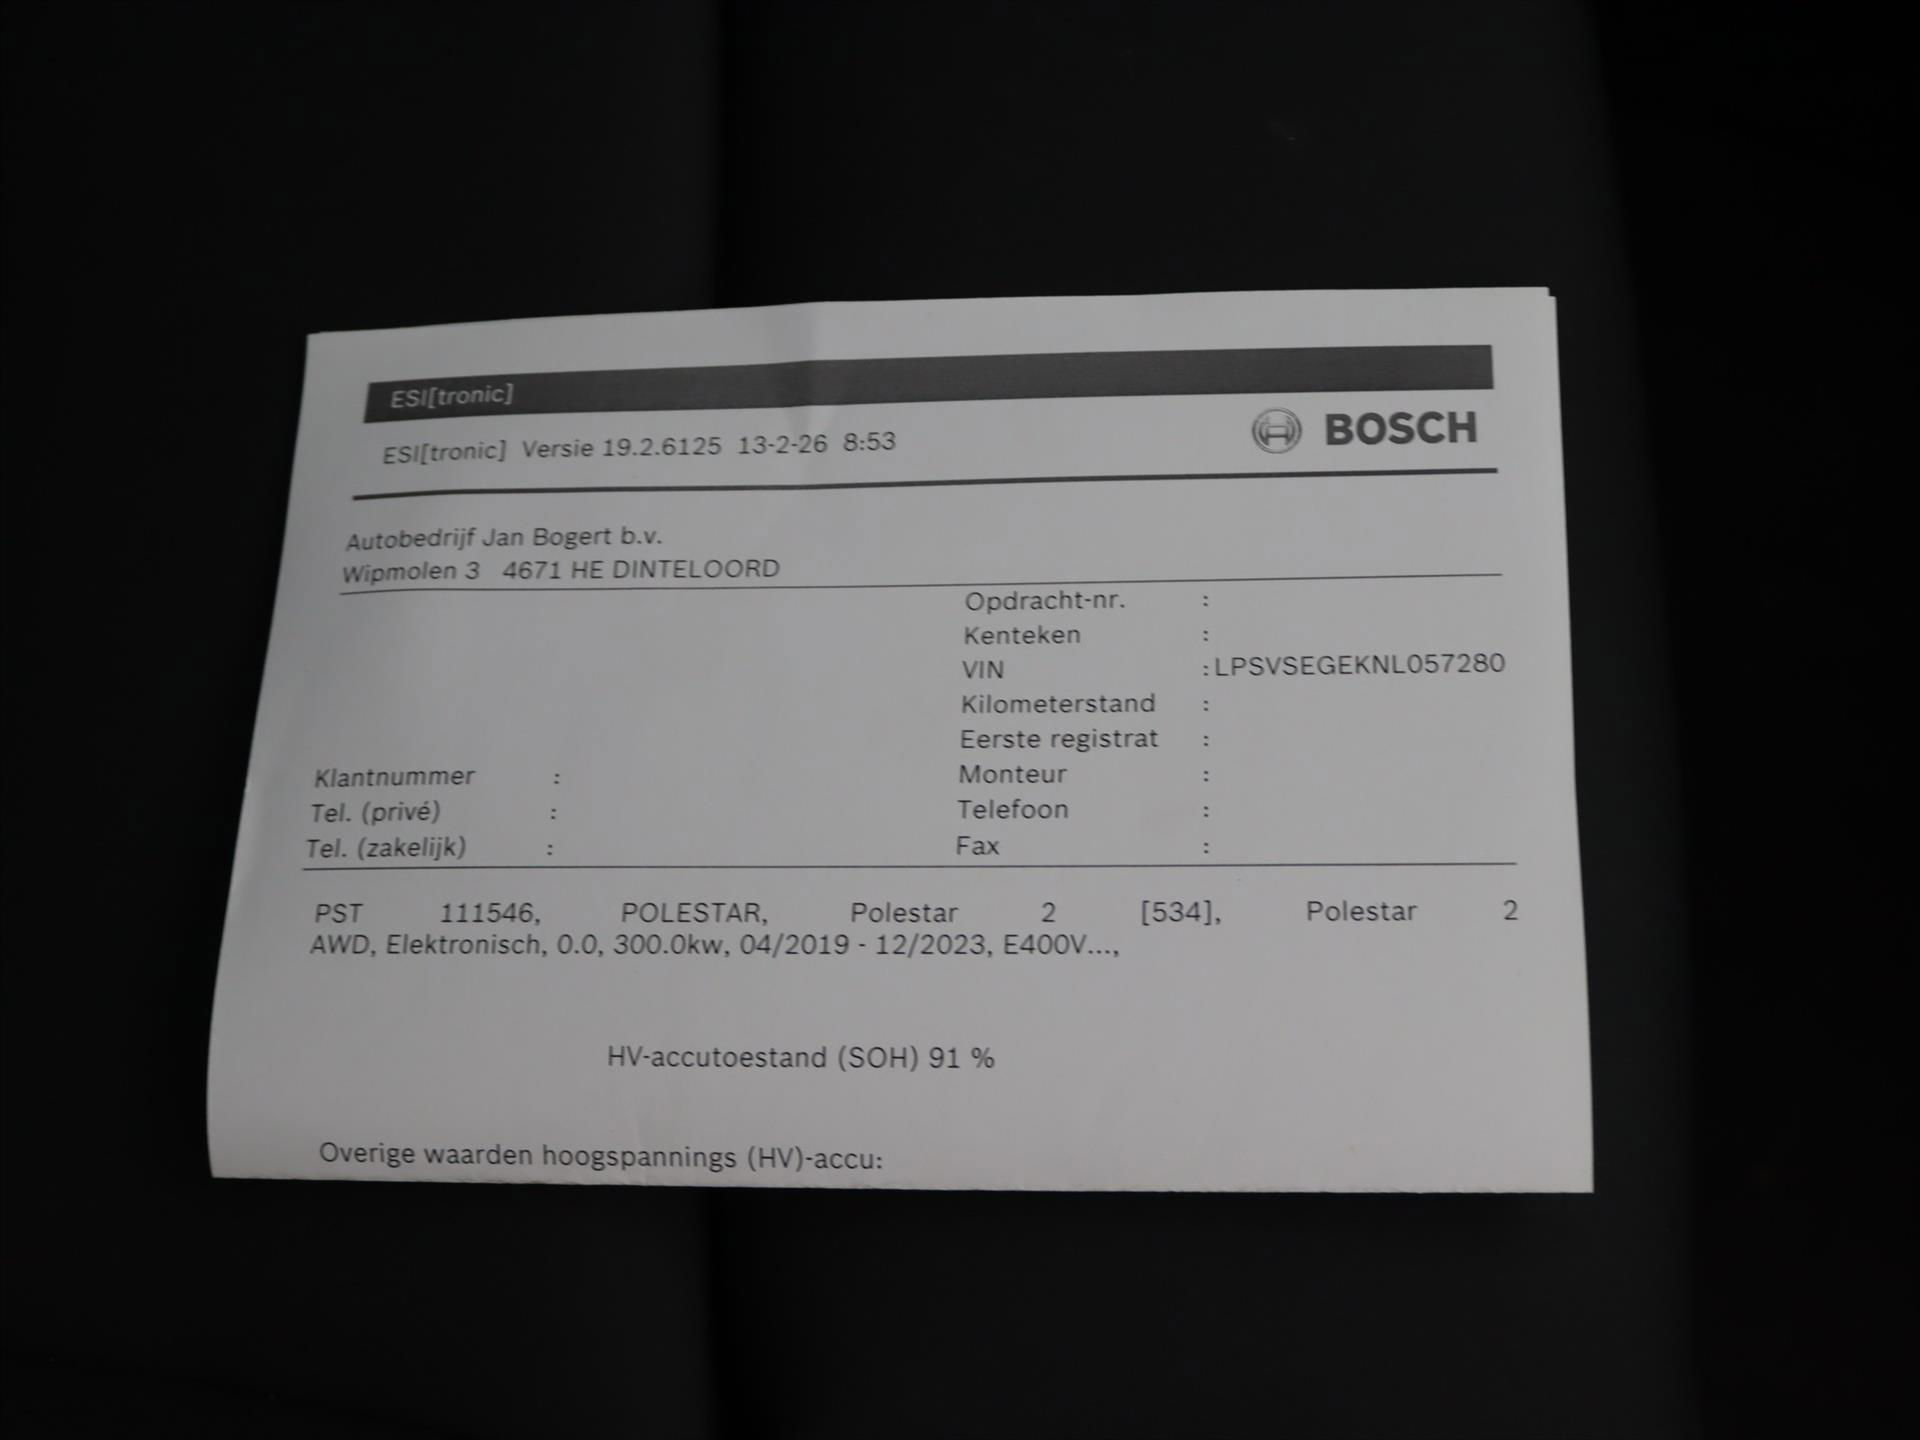 ESI[tronic]
ESI[tronic] Versie 19.2.6125 13-2-26 8:53
BOSCH
Autobedrijf Jan Bogert b.v.
Wipmolen 3 4671 HE DINTELOORD
Opdracht-nr. :
Kenteken :
VIN :LPSVSEGEKNL057280
Kilometerstand :
Eerste registrat :
Klantnummer : Monteur :
Tel. (privé) : Telefoon :
Tel. (zakelijk) : Fax :
PST 111546, POLESTAR, Polestar 2 [534], Polestar 2
AWD, Elektronisch, 0.0, 300.0kw, 04/2019 - 12/2023, E400V...,
HV-accutoestand (SOH) 91 %
Overige waarden hoogspannings (HV)-accu: